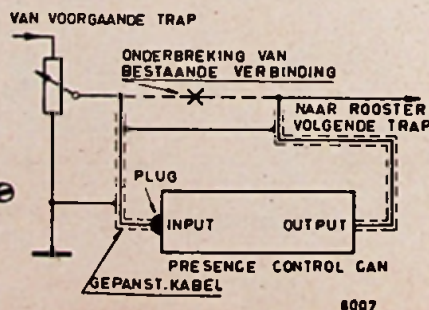 VAN VOORGAANDE TRAP
ONDERBREKING VAN
BESTAANDE VERBINDING
NAAR ROOSTER
VOLGENDE TRAP
PLUG
INPUT
OUTPUT
PRESENCE CONTROL CAN
GEPANST. KABEL
6097